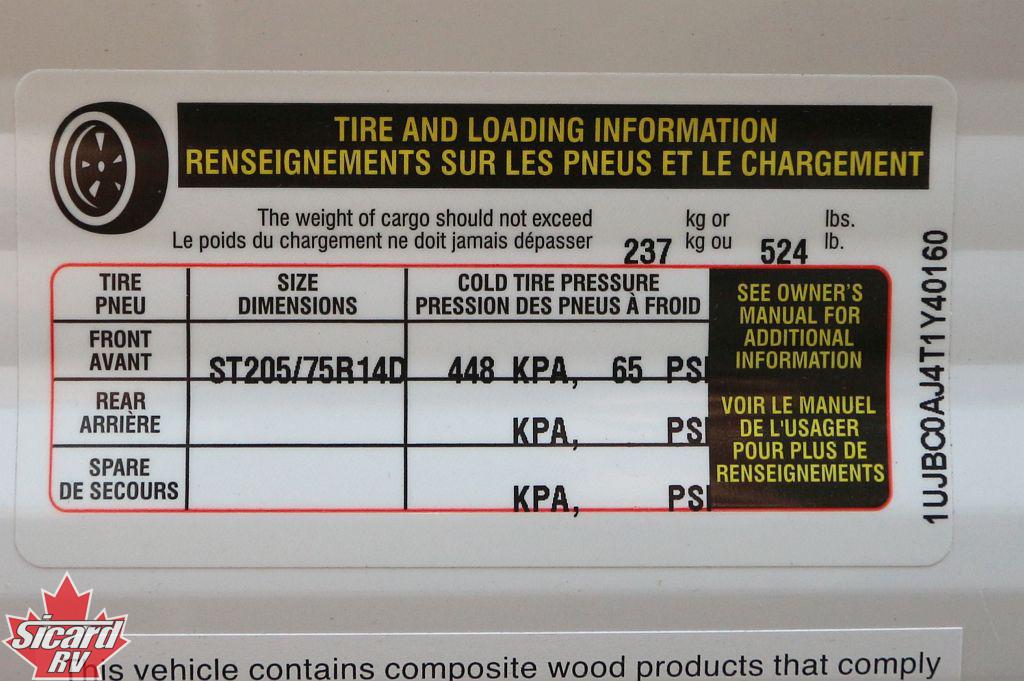 TIRE AND LOADING INFORMATION
RENSEIGNEMENTS SUR LES PNEUS ET LE CHARGEMENT
The weight of cargo should not exceed kg or lbs.
Le poids du chargement ne doit jamais dépasser 237 kg ou 524 lb.
TIRE
PNEU
SIZE
DIMENSIONS
COLD TIRE PRESSURE
PRESSION DES PNEUS À FROID
FRONT
AVANT
ST205/75R14D 448 KPA, 65 PSI
REAR
ARRIÈRE
KPA, PSI
SPARE
DE SECOURS
KPA, PSI
SEE OWNER'S
MANUAL FOR
ADDITIONAL
INFORMATION
VOIR LE MANUEL
DE L'USAGER
POUR PLUS DE
RENSEIGNEMENTS
1UJBC0AJ4T1Y40160
Sicard
RV
his vehicle contains composite wood products that comply